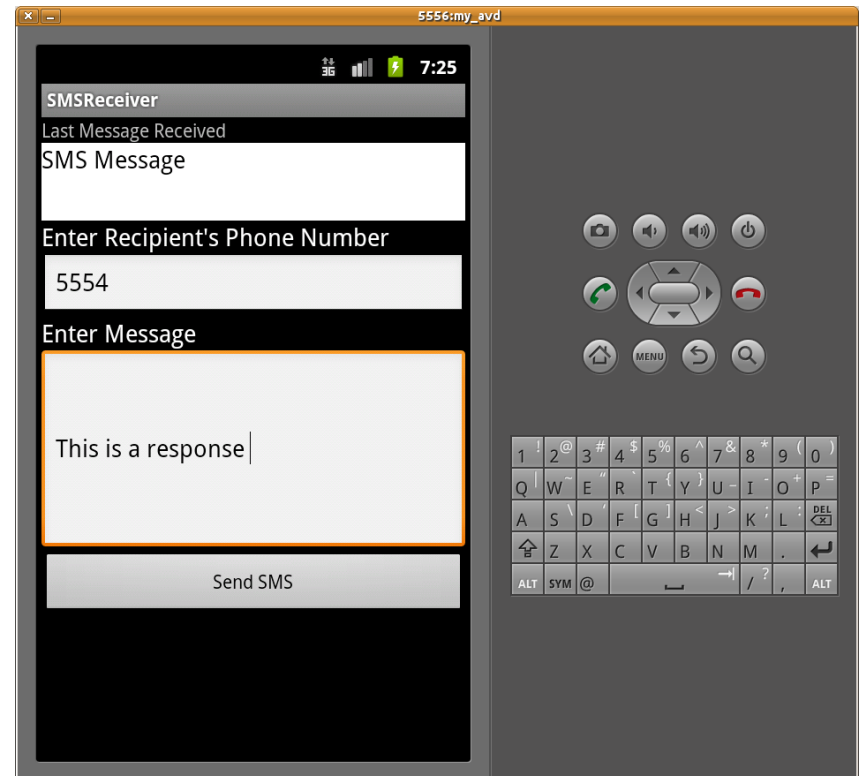 5556:my_avd
3G 7:25
SMSReceiver
Last Message Received
SMS Message
Enter Recipient's Phone Number
5554
Enter Message
This is a response
Send SMS
MENU
1 ! 2 @ 3 # 4 $ 5 % 6 ^ 7 & 8 * 9 ( 0 )
Q | W ~ E " R ` T { Y } U - I - O + P =
A S \ D ' F [ G ] H < J > K ; L : DEL
Z X C V B N M .
ALT SYM @ / ? , ALT